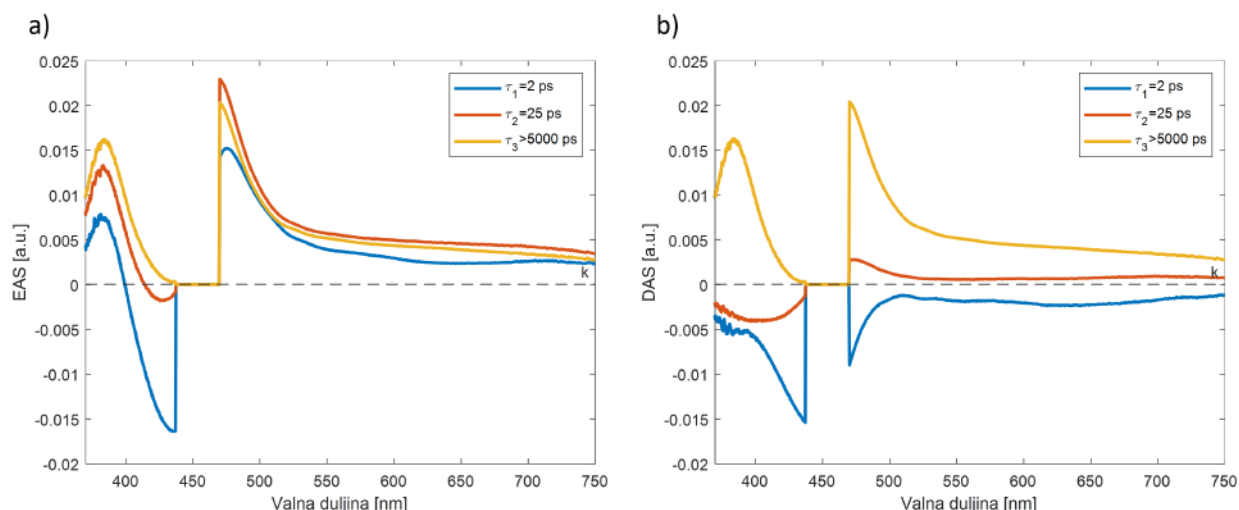 a)
0.025
0.02
0.015
0.01
0.005
0
-0.005
-0.01
-0.015
-0.02
EAS [a.u.]
τ1=2 ps
τ2=25 ps
τ3>5000 ps
k
400 450 500 550 600 650 700 750
Valna duljina [nm]
b)
0.025
0.02
0.015
0.01
0.005
0
-0.005
-0.01
-0.015
-0.02
DAS [a.u.]
τ1=2 ps
τ2=25 ps
τ3>5000 ps
k
400 450 500 550 600 650 700 750
Valna duljina [nm]